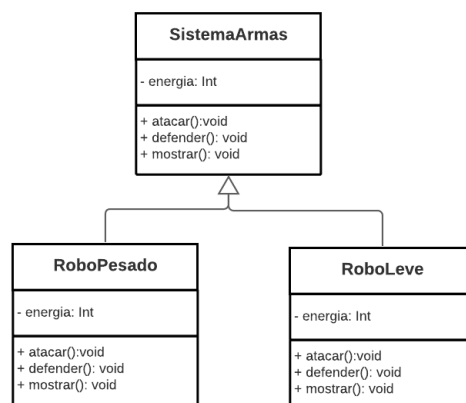 SistemaArmas
- energia: Int
+ atacar():void
+ defender(): void
+ mostrar(): void
RoboPesado
- energia: Int
+ atacar():void
+ defender(): void
+ mostrar(): void
RoboLeve
- energia: Int
+ atacar():void
+ defender(): void
+ mostrar(): void